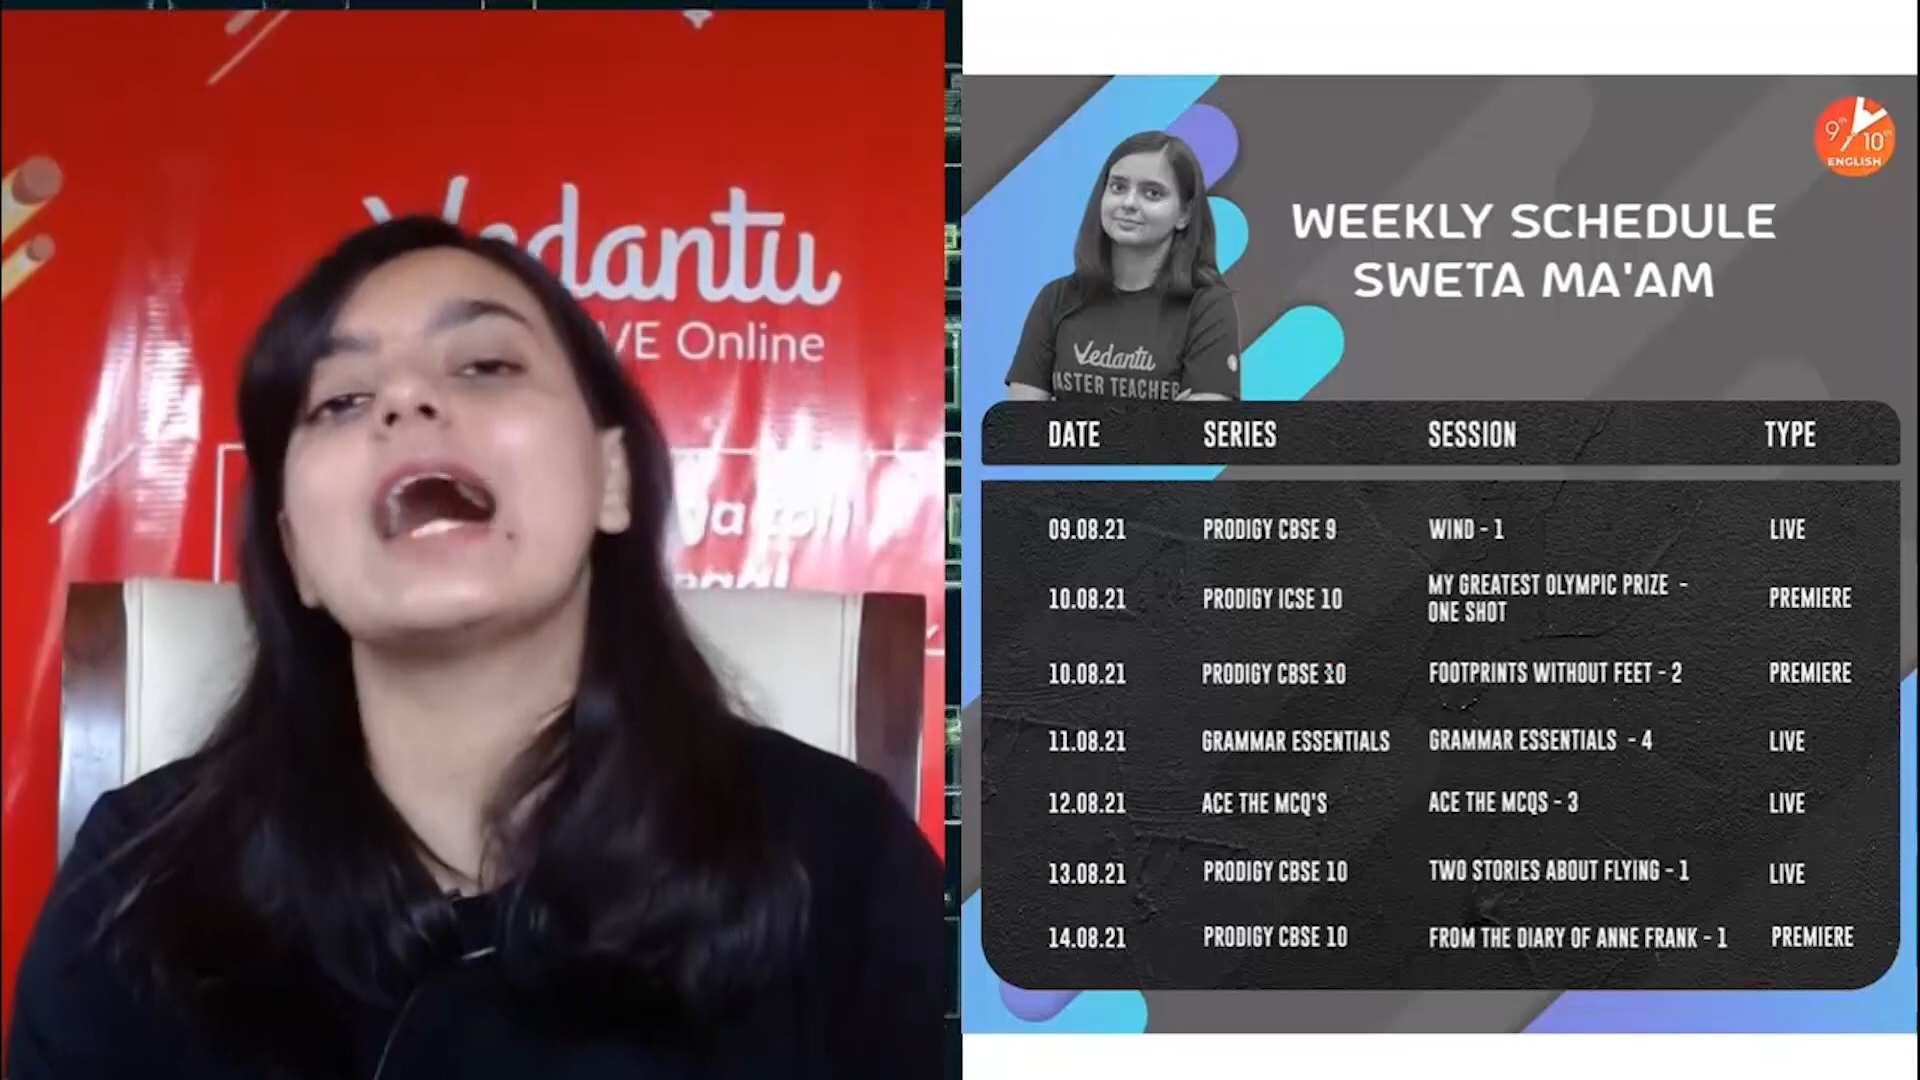 Vedantu
VE Online
9th 10th
ENGLISH
WEEKLY SCHEDULE
SWETA MA'AM
Vedantu
MASTER TEACHER
DATE SERIES SESSION TYPE
09.08.21 PRODIGY CBSE 9 WIND - 1 LIVE
10.08.21 PRODIGY ICSE 10 MY GREATEST OLYMPIC PRIZE -
ONE SHOT PREMIERE
10.08.21 PRODIGY CBSE 10 FOOTPRINTS WITHOUT FEET - 2 PREMIERE
11.08.21 GRAMMAR ESSENTIALS GRAMMAR ESSENTIALS - 4 LIVE
12.08.21 ACE THE MCQ'S ACE THE MCQS - 3 LIVE
13.08.21 PRODIGY CBSE 10 TWO STORIES ABOUT FLYING - 1 LIVE
14.08.21 PRODIGY CBSE 10 FROM THE DIARY OF ANNE FRANK - 1 PREMIERE